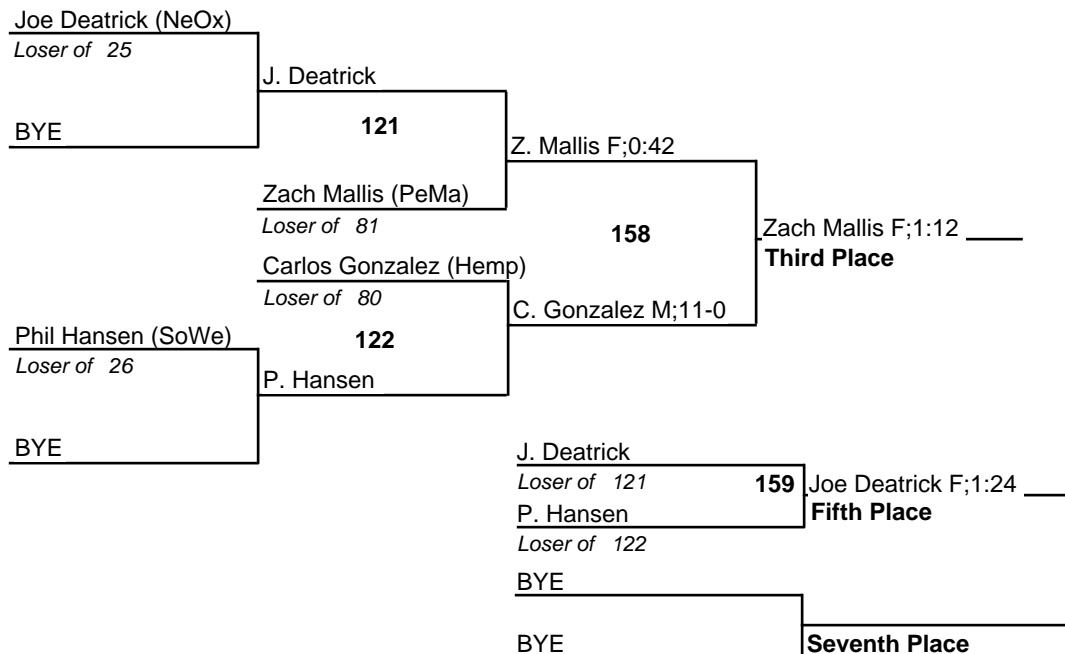 Joe Deatrick (NeOx)
Loser of 25
J. Deatrick
BYE
121
Z. Mallis F;0:42
Zach Mallis (PeMa)
Loser of 81
158
Zach Mallis F;1:12
Third Place
Carlos Gonzalez (Hemp)
Loser of 80
C. Gonzalez M;11-0
Phil Hansen (SoWe)
Loser of 26
122
P. Hansen
BYE
J. Deatrick
Loser of 121
159
Joe Deatrick F;1:24
Fifth Place
P. Hansen
Loser of 122
BYE
BYE
Seventh Place